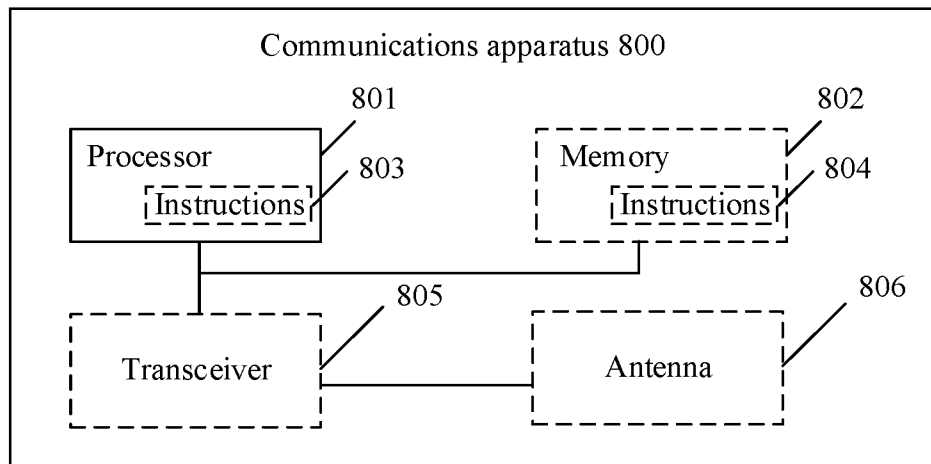 Communications apparatus 800
801
802
Processor
Memory
803
804
Instructions
Instructions
805
806
Transceiver
Antenna